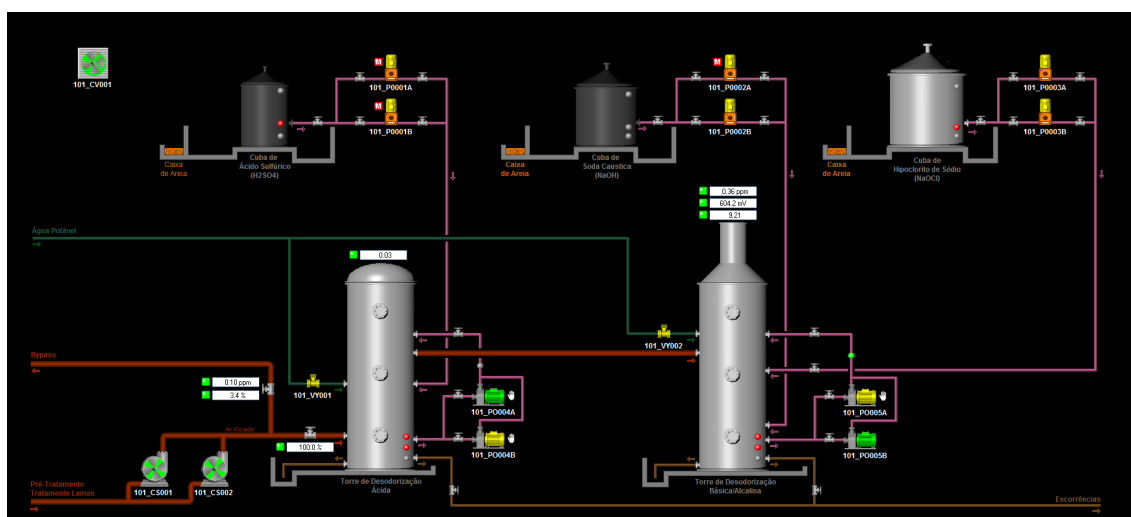 101_CV001
M
101_P0001A
M
101_P0001B
Caixa
de Areia
Cuba de
Ácido Sulfúrico
(H2SO4)
M
101_P0002A
101_P0002B
Caixa
de Areia
Cuba de
Soda Caustica
(NaOH)
101_P0003A
101_P0003B
Caixa
de Areia
Cuba de
Hipoclorito de Sódio
(NaOCl)
0.36 ppm
604.2 mV
9.21
Água Potável
0.03
101_VY002
Bypass
0.10 ppm
3.4 %
101_VY001
101_PO004A
101_PO005A
Ar Viciado
100.0 %
101_PO004B
101_PO005B
101_CS001
101_CS002
Pré-Tratamento
Tratamento Lamas
Torre de Desodorização
Ácida
Torre de Desodorização
Básica/Alcalina
Escorrências